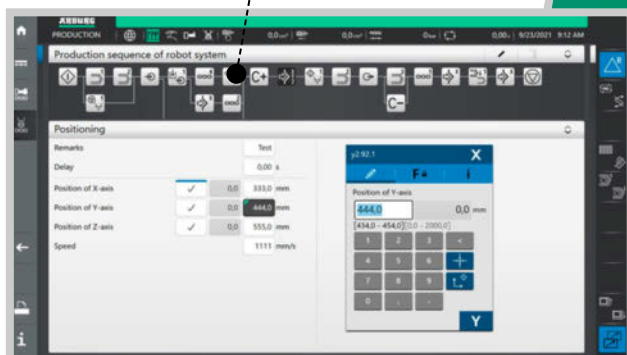 ARBURG
PRODUCTION
0,00 s 9/23/2021 9:12 AM
Production sequence of robot system
C+
C−
Positioning
Remarks Test
Delay 0,00 s
Position of X-axis 0,0 333,0 mm
Position of Y-axis 0,0 444,0 mm
Position of Z-axis 0,0 555,0 mm
Speed 1111 mm/s
y2.92.1 X
F
i
Position of Y-axis
444,0 0,0 mm
[434,0 - 454,0][0,0 - 2000,0]
1 2 3 <
4 5 6 +
7 8 9
0 , -
Y
i